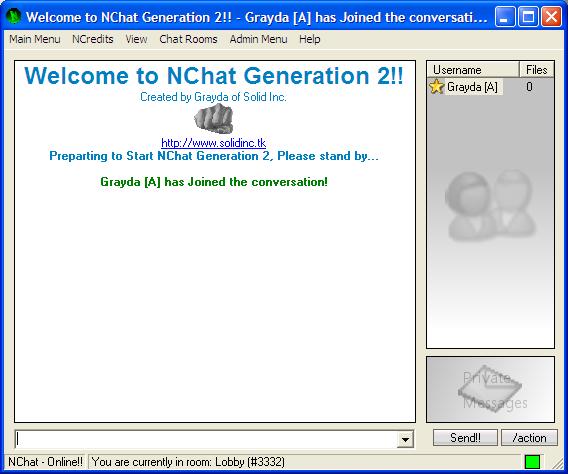 Welcome to NChat Generation 2!! - Grayda [A] has Joined the conversati...
Main Menu NCredits View Chat Rooms Admin Menu Help
Welcome to NChat Generation 2!!
Created by Grayda of Solid Inc.
http://www.solidinc.tk
Preparting to Start NChat Generation 2, Please stand by...
Grayda [A] has Joined the conversation!
Username Files
Grayda [A] 0
Private
Messages
Send!! /action
NChat - Online!! You are currently in room: Lobby (#3332)